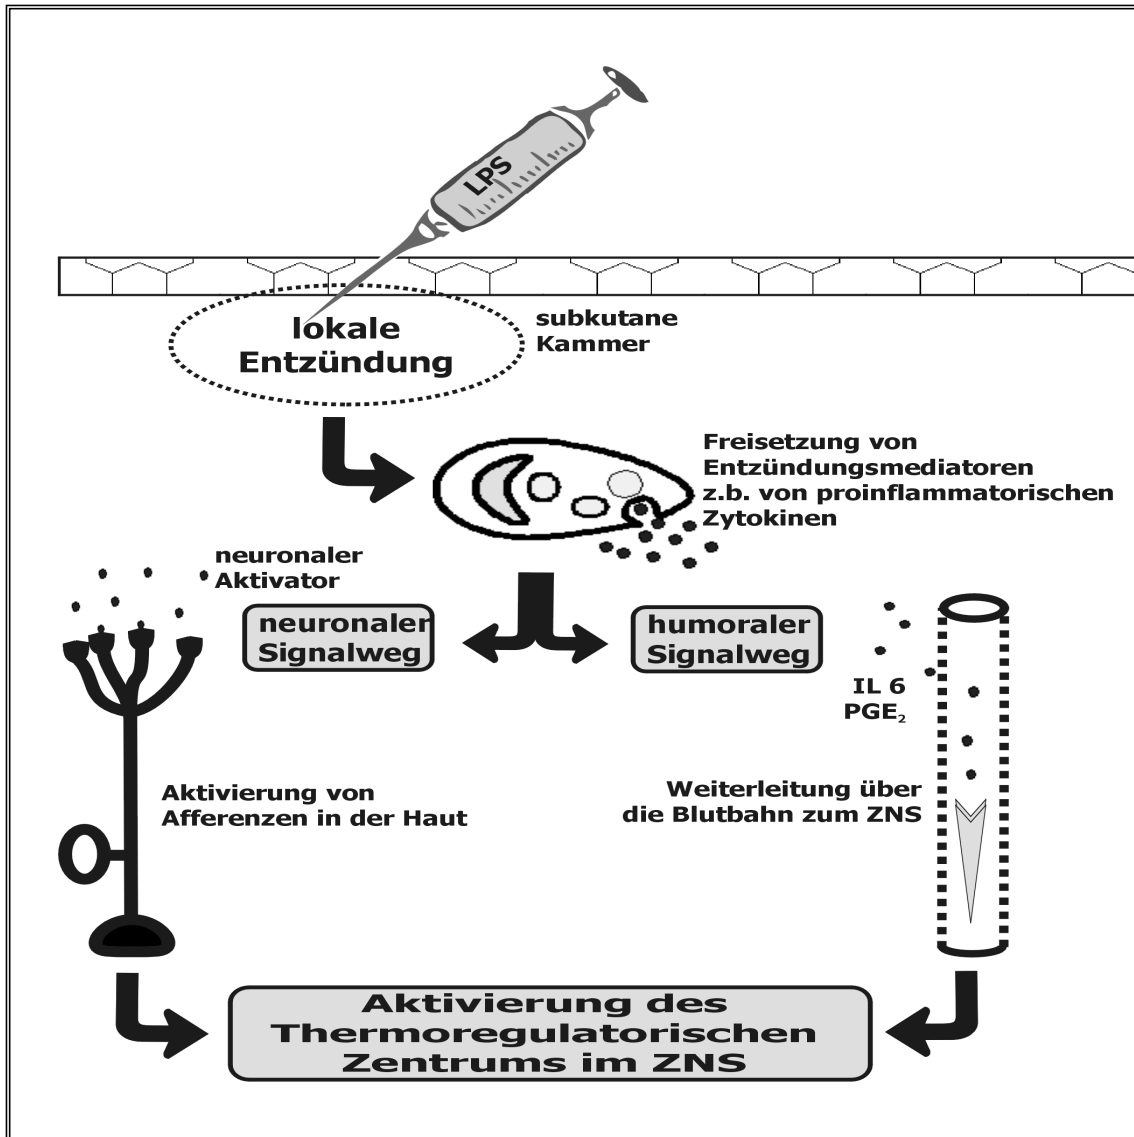 LPS
lokale
Entzündung
subkutane
Kammer
Freisetzung von
Entzündungsmediatoren
z.b. von proinflammatorischen
Zytokinen
neuronaler
Aktivator
neuronaler
Signalweg
humoraler
Signalweg
IL 6
PGE₂
Aktivierung von
Afferenzen in der Haut
Weiterleitung über
die Blutbahn zum ZNS
Aktivierung des
Thermoregulatorischen
Zentrums im ZNS